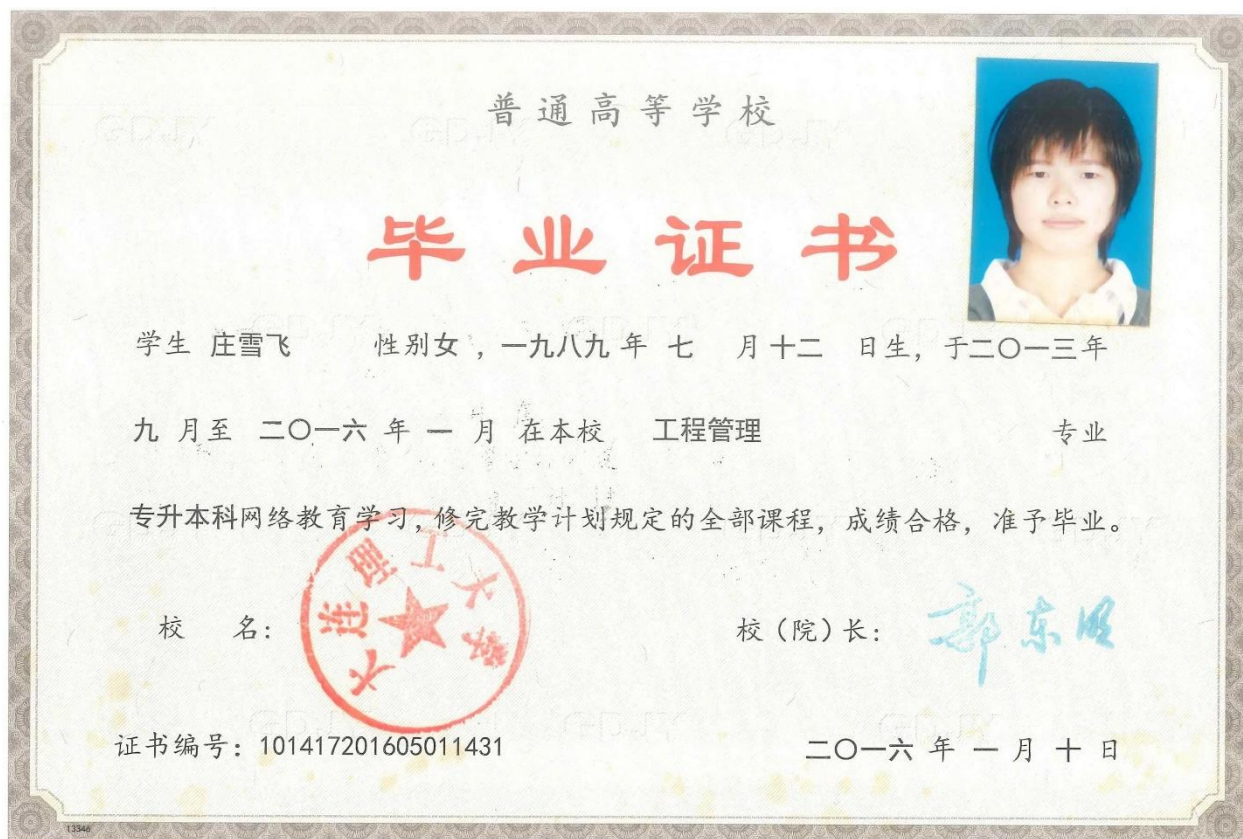 普通高等学校
毕业证书
学生 庄雪飞 性别女 ，一九八九 年 七 月 十二 日生，于二〇一三年
九 月至 二〇一六 年 一 月 在本校 工程管理 专业
专升本科网络教育学习，修完教学计划规定的全部课程，成绩合格，准予毕业。
大连理工大学
校 名： 校（院）长： 郭东明
证书编号：101417201605011431 二〇一六 年 一 月 十 日
13346